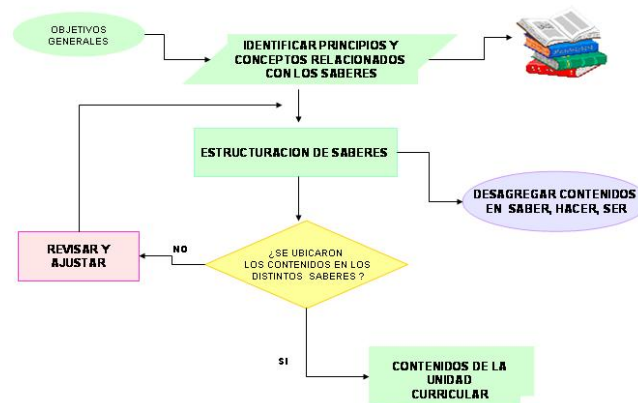 OBJETIVOS
GENERALES
IDENTIFICAR PRINCIPIOS Y
CONCEPTOS RELACIONADOS
CON LOS SABERES
ESTRUCTURACION DE SABERES
DESAGREGAR CONTENIDOS
EN SABER, HACER, SER
¿SE UBICARON
LOS CONTENIDOS EN LOS
DISTINTOS SABERES ?
NO
REVISAR Y
AJUSTAR
SI
CONTENIDOS DE LA
UNIDAD
CURRICULAR